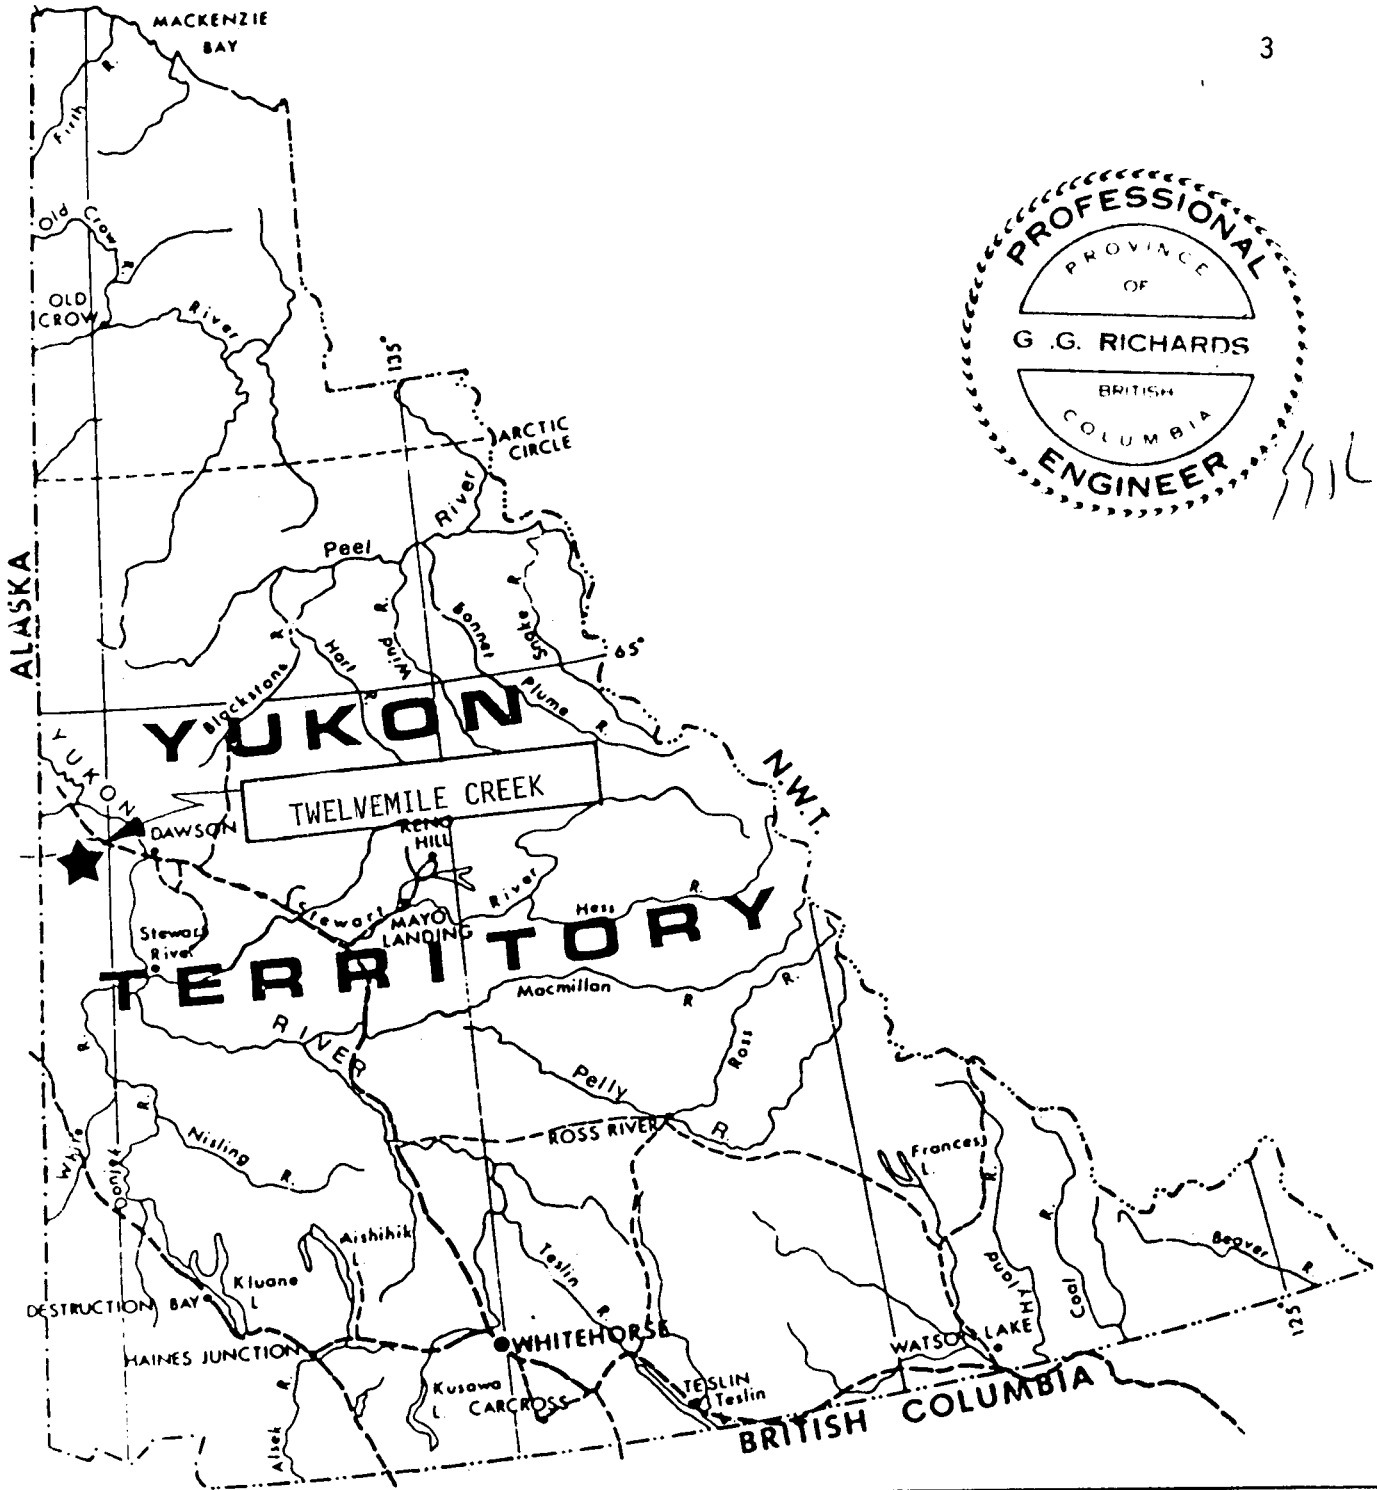 3
MACKENZIE
BAY
Firth R.
Old Crow R.
OLD
CROW
River
135°
ARCTIC
CIRCLE
PROFESSIONAL
PROVINCE
OF
G.G. RICHARDS
BRITISH
COLUMBIA
ENGINEER
ALASKA
Peel River
Blackstone R.
Hart R.
Wind R.
Bonnet Plume R.
Snake R.
65°
YUKON
YUKON
TWELVEMILE CREEK
N.W.T.
DAWSON
KENO
HILL
Stewart River
MAYO
LANDING
Hess R.
Stewart
River
TERRITORY
Macmillan R
RIVER
R.
Pelly R.
Ross R.
ROSS RIVER
White
Donjek R.
Nisling R.
Francess
L.
R.
Hyland
Coal R.
Beaver R.
Aishihik
L.
Kluane
L
Teslin R.
DESTRUCTION BAY
HAINES JUNCTION
WHITEHORSE
WATSON LAKE
125°
Alsek R.
Kusawa
L.
CARCROSS
TESLIN
Teslin
BRITISH COLUMBIA